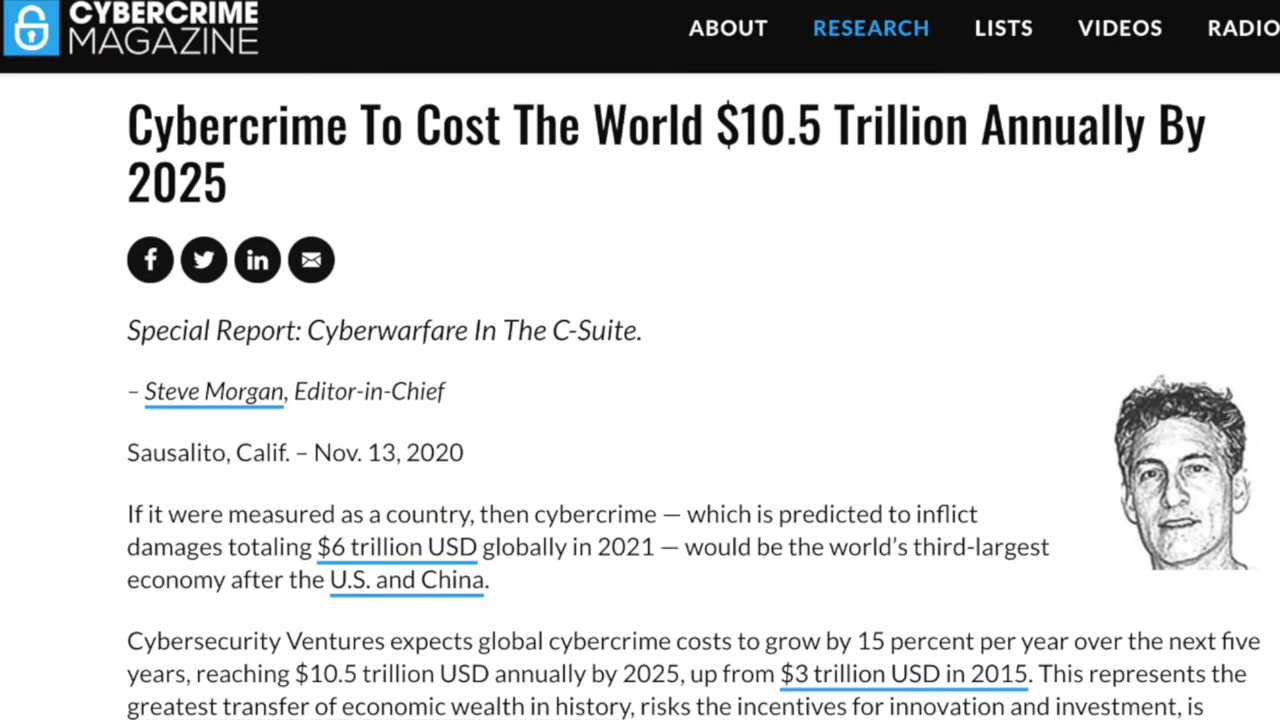 CYBERCRIME
MAGAZINE
ABOUT RESEARCH LISTS VIDEOS RADIO
Cybercrime To Cost The World $10.5 Trillion Annually By
2025
Special Report: Cyberwarfare In The C-Suite.
– Steve Morgan, Editor-in-Chief
Sausalito, Calif. – Nov. 13, 2020
If it were measured as a country, then cybercrime — which is predicted to inflict
damages totaling $6 trillion USD globally in 2021 — would be the world’s third-largest
economy after the U.S. and China.
Cybersecurity Ventures expects global cybercrime costs to grow by 15 percent per year over the next five
years, reaching $10.5 trillion USD annually by 2025, up from $3 trillion USD in 2015. This represents the
greatest transfer of economic wealth in history, risks the incentives for innovation and investment, is